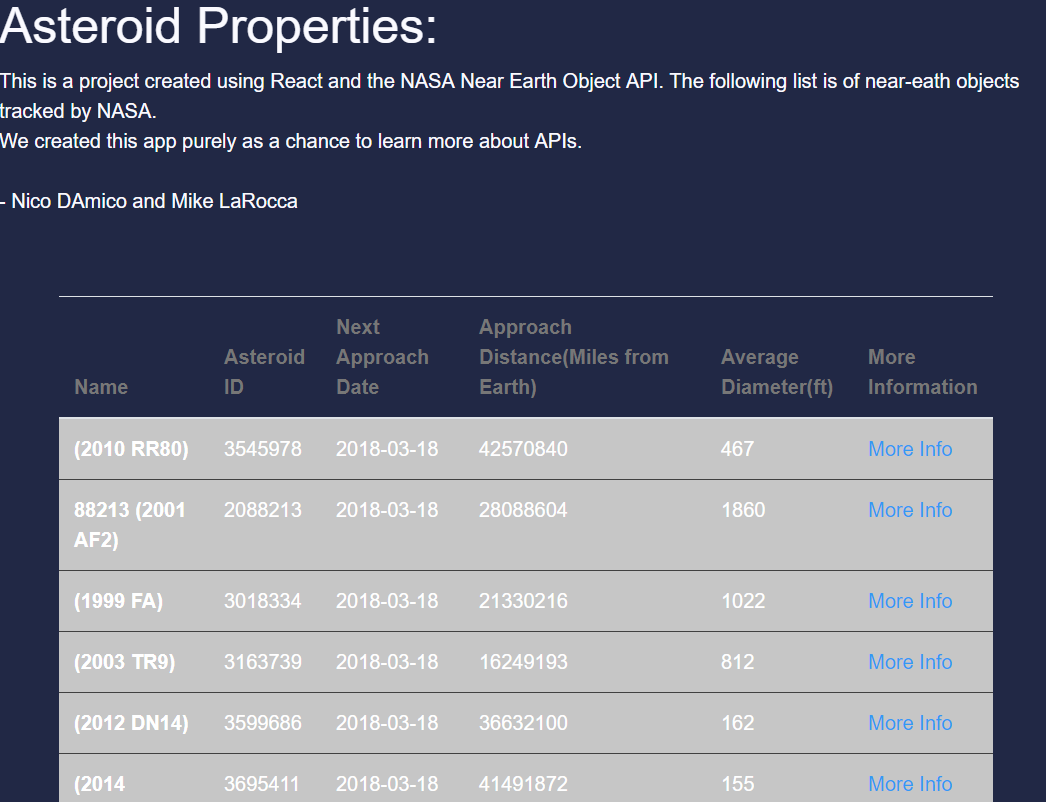 Asteroid Properties:
This is a project created using React and the NASA Near Earth Object API. The following list is of near-eath objects
tracked by NASA.
We created this app purely as a chance to learn more about APIs.
- Nico DAmico and Mike LaRocca
Name Asteroid ID Next Approach Date Approach Distance(Miles from Earth) Average Diameter(ft) More Information
(2010 RR80) 3545978 2018-03-18 42570840 467 More Info
88213 (2001 AF2) 2088213 2018-03-18 28088604 1860 More Info
(1999 FA) 3018334 2018-03-18 21330216 1022 More Info
(2003 TR9) 3163739 2018-03-18 16249193 812 More Info
(2012 DN14) 3599686 2018-03-18 36632100 162 More Info
(2014 3695411 2018-03-18 41491872 155 More Info